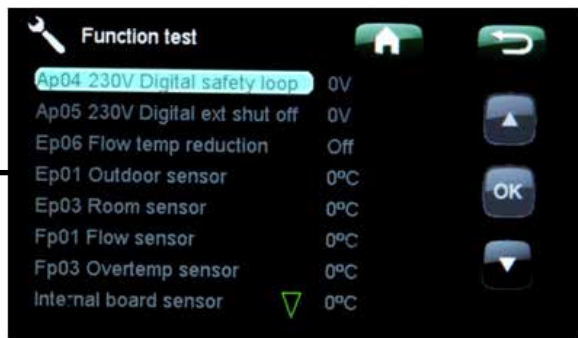 Function test
Ap04 230V Digital safety loop 0V
Ap05 230V Digital ext shut off 0V
Ep06 Flow temp reduction Off
Ep01 Outdoor sensor 0ºC
Ep03 Room sensor 0ºC
OK
Fp01 Flow sensor 0ºC
Fp03 Overtemp sensor 0ºC
Internal board sensor 0ºC